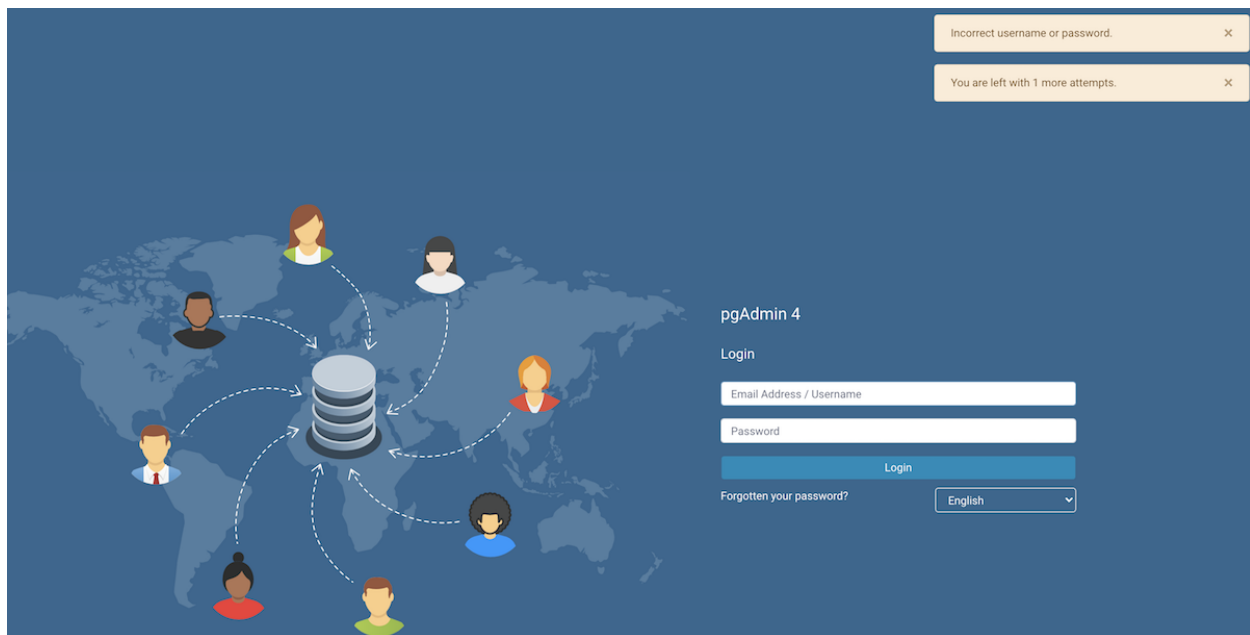 Incorrect username or password. ×
You are left with 1 more attempts. ×
pgAdmin 4
Login
Email Address / Username
Password
Login
Forgotten your password?
English